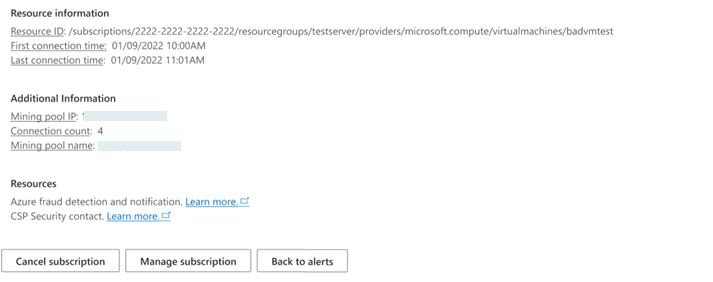 Resource information
Resource ID: /subscriptions/2222-2222-2222-2222/resourcegroups/testserver/providers/microsoft.compute/virtualmachines/badvmtest
First connection time: 01/09/2022 10:00AM
Last connection time: 01/09/2022 11:01AM
Additional Information
Mining pool IP:
Connection count: 4
Mining pool name:
Resources
Azure fraud detection and notification. Learn more.
CSP Security contact. Learn more.
Cancel subscription Manage subscription Back to alerts